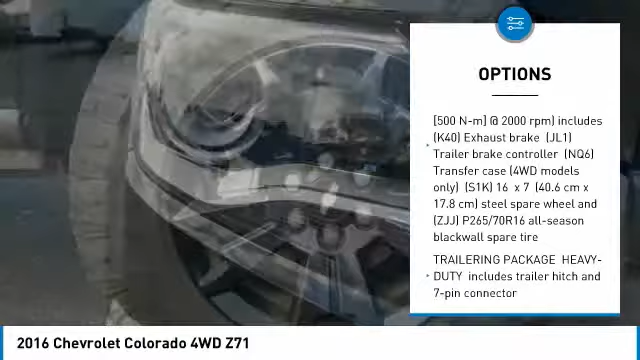 OPTIONS
[500 N-m] @ 2000 rpm) includes
(K40) Exhaust brake (JL1)
Trailer brake controller (NQ6)
Transfer case (4WD models
only) (S1K) 16 x 7 (40.6 cm x
17.8 cm) steel spare wheel and
(ZJJ) P265/70R16 all-season
blackwall spare tire
TRAILERING PACKAGE HEAVY-
DUTY includes trailer hitch and
7-pin connector
2016 Chevrolet Colorado 4WD Z71